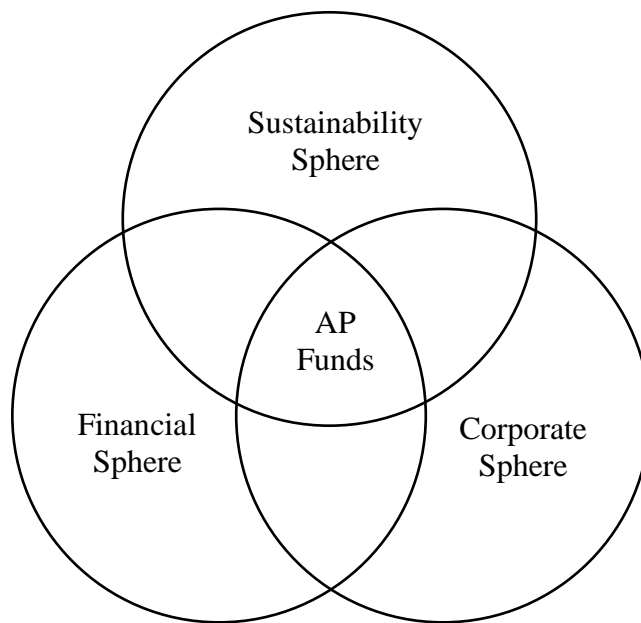 Sustainability
Sphere
AP
Funds
Financial
Sphere
Corporate
Sphere